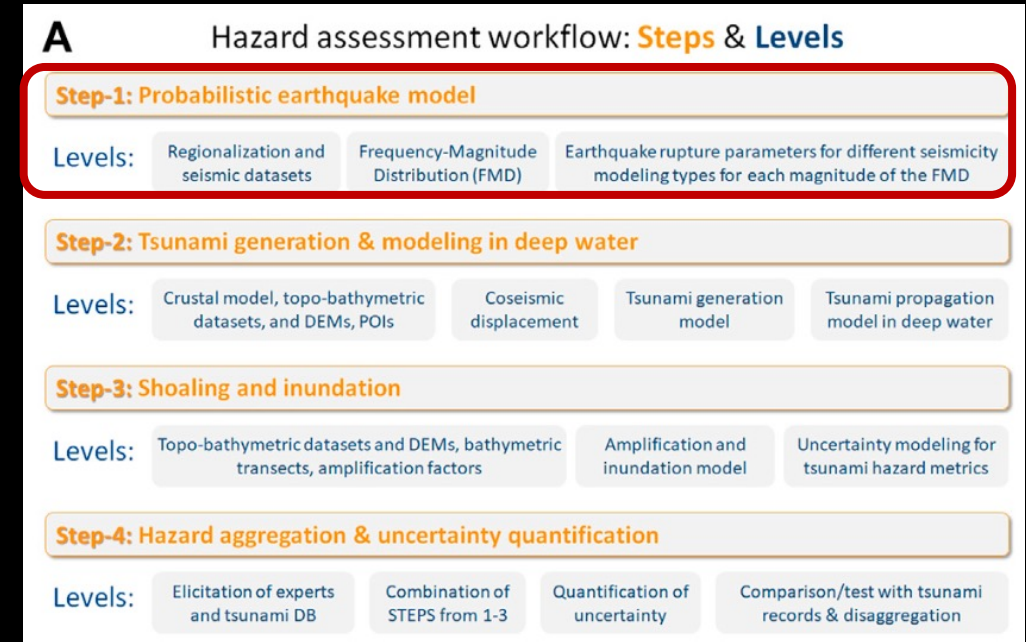 A
Hazard assessment workflow: Steps & Levels
Step-1: Probabilistic earthquake model
Levels:
Regionalization and
seismic datasets
Frequency-Magnitude
Distribution (FMD)
Earthquake rupture parameters for different seismicity
modeling types for each magnitude of the FMD
Step-2: Tsunami generation & modeling in deep water
Levels:
Crustal model, topo-bathymetric
datasets, and DEMs, POIs
Coseismic
displacement
Tsunami generation
model
Tsunami propagation
model in deep water
Step-3: Shoaling and inundation
Levels:
Topo-bathymetric datasets and DEMs, bathymetric
transects, amplification factors
Amplification and
inundation model
Uncertainty modeling for
tsunami hazard metrics
Step-4: Hazard aggregation & uncertainty quantification
Levels:
Elicitation of experts
and tsunami DB
Combination of
STEPS from 1-3
Quantification of
uncertainty
Comparison/test with tsunami
records & disaggregation